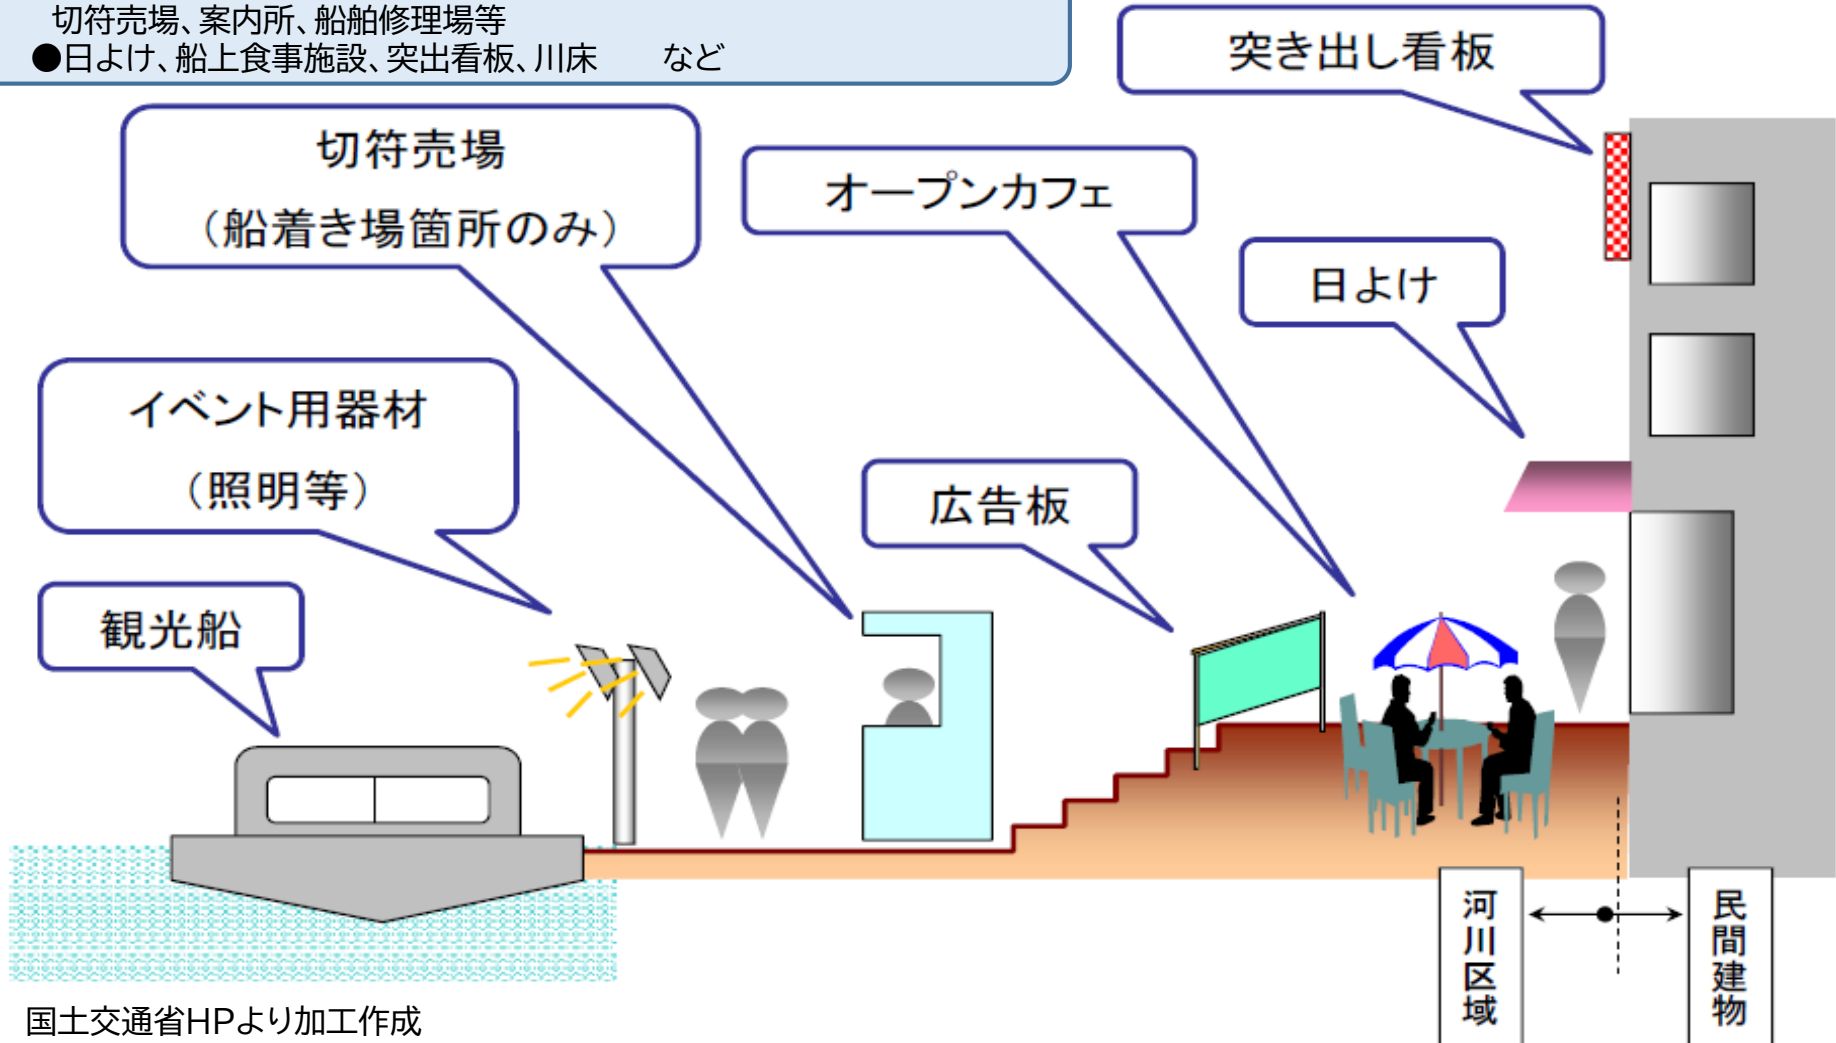 切符売場、案内所、船舶修理場等
●日よけ、船上食事施設、突出看板、川床　　など
突き出し看板
切符売場
（船着き場箇所のみ）
オープンカフェ
日よけ
イベント用器材
（照明等）
広告板
観光船
河川区域
民間建物
国土交通省HPより加工作成